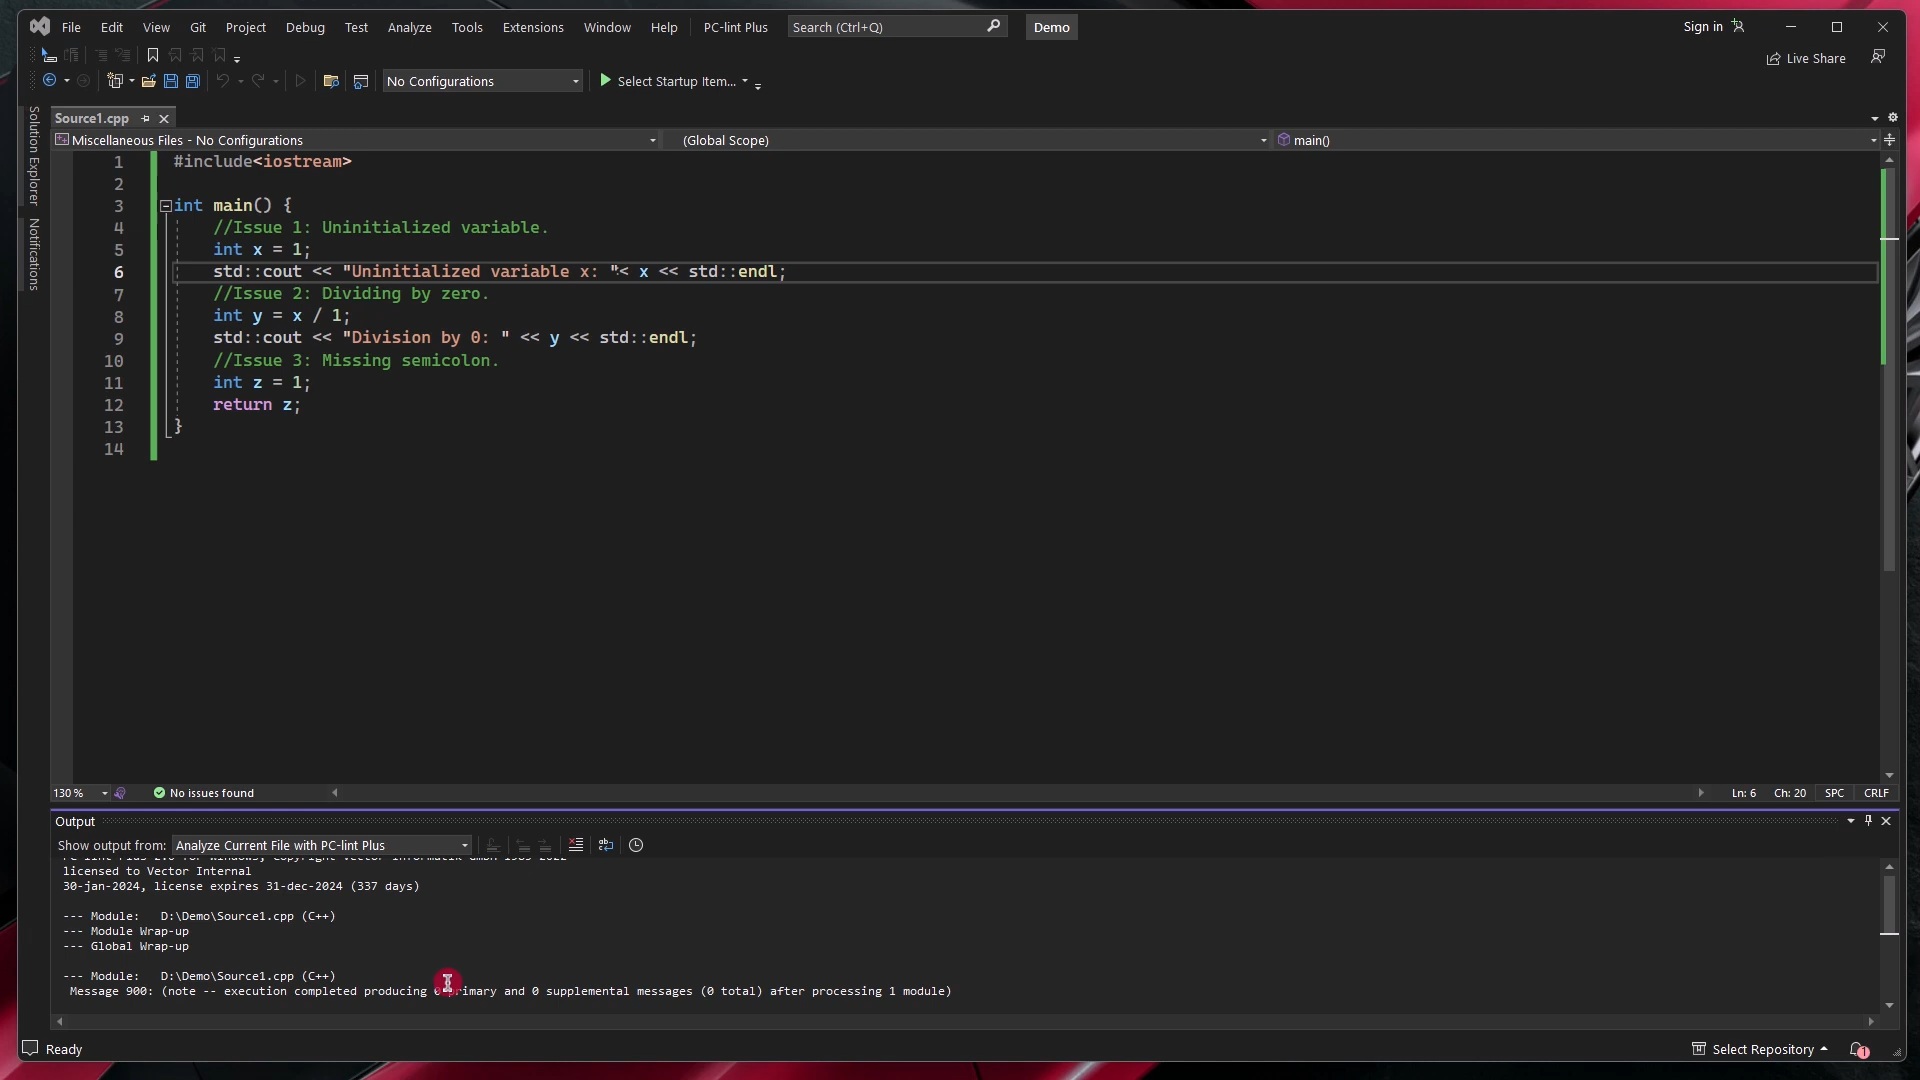 File Edit View Git Project Debug Test Analyze Tools Extensions Window Help PC-lint Plus Search (Ctrl+Q) Demo Sign in
Live Share
No Configurations Select Startup Item...
Solution Explorer
Notifications
Source1.cpp
Miscellaneous Files - No Configurations (Global Scope) main()
1 #include<iostream>
2
3 int main() {
4 //Issue 1: Uninitialized variable.
5 int x = 1;
6 std::cout << "Uninitialized variable x: "< x << std::endl;
7 //Issue 2: Dividing by zero.
8 int y = x / 1;
9 std::cout << "Division by 0: " << y << std::endl;
10 //Issue 3: Missing semicolon.
11 int z = 1;
12 return z;
13 }
14
130 % No issues found Ln: 6 Ch: 20 SPC CRLF
Output
Show output from: Analyze Current File with PC-lint Plus
licensed to Vector Internal
30-jan-2024, license expires 31-dec-2024 (337 days)
--- Module: D:\Demo\Source1.cpp (C++)
--- Module Wrap-up
--- Global Wrap-up
--- Module: D:\Demo\Source1.cpp (C++)
Message 900: (note -- execution completed producing 0 primary and 0 supplemental messages (0 total) after processing 1 module)
Ready Select Repository 1